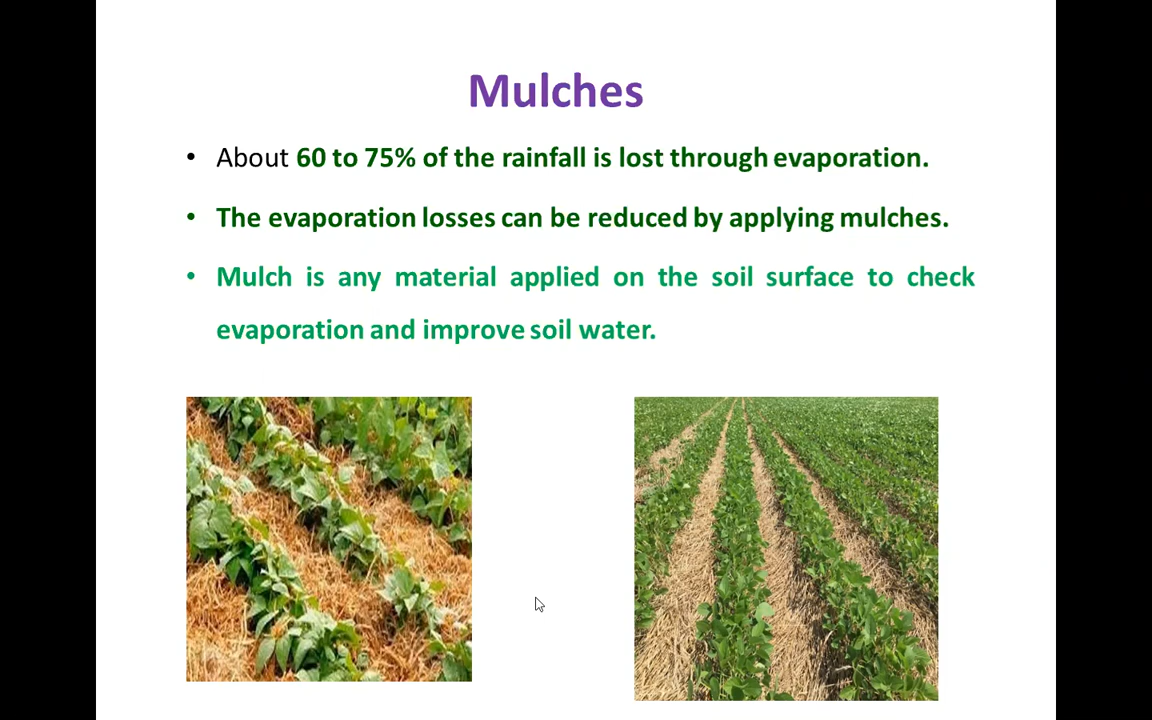 Mulches
• About 60 to 75% of the rainfall is lost through evaporation.
• The evaporation losses can be reduced by applying mulches.
• Mulch is any material applied on the soil surface to check
evaporation and improve soil water.